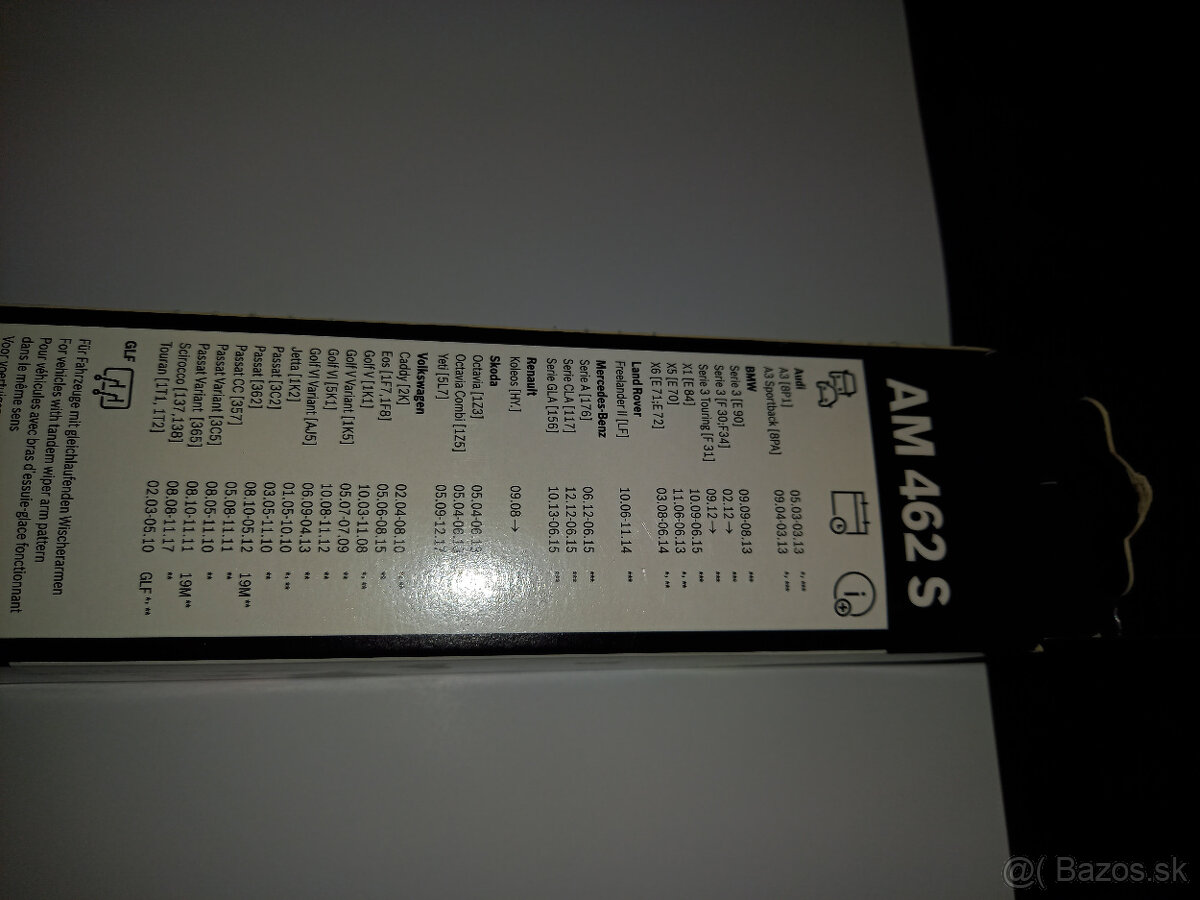 AM 462 S
Audi
A3 [8P1] 05.03-03.13 *, ***
A3 Sportback [8PA] 09.04-03.13 *, ***
BMW
Serie 3 [E 90] 09.09-08.13 ***
Serie 3 [F 30;F34] 02.12 → ***
Serie 3 Touring [F 31] 09.12 → ***
X1 [E 84] 10.09-06.15 ***
X5 [E 70] 11.06-06.13 *, **
X6 [E 71;E 72] 03.08-06.14 *, **
Land Rover
Freelander II [LF] 10.06-11.14 ***
Mercedes-Benz
Serie A [176] 06.12-06.15 ***
Serie CLA [117] 12.12-06.15 ***
Serie GLA [156] 10.13-06.15 ***
Renault
Koleos [HY.] 09.08 →
Skoda
Octavia [1Z3] 05.04-06.13
Octavia Combi [1Z5] 05.04-06.13
Yeti [5L7] 05.09-12.17
Volkswagen
Caddy [2K] 02.04-08.10 *, **
Eos [1F7,1F8] 05.06-08.15 **
Golf V [1K1] 10.03-11.08 *, **
Golf V Variant [1K5] 05.07-07.09 **
Golf VI [5K1] 10.08-11.12 **
Golf VI Variant [AJ5] 06.09-04.13 **
Jetta [1K2] 01.05-10.10 *, **
Passat [3C2] 03.05-11.10 **
Passat [362] 08.10-05.12 19M **
Passat CC [357] 05.08-11.11 **
Passat Variant [3C5] 08.05-11.10 **
Passat Variant [365] 08.10-11.11 19M **
Scirocco [137,138] 08.08-11.17 **
Touran [1T1, 1T2] 02.03-05.10 GLF *, **
GLF
Für Fahrzeuge mit gleichlaufenden Wischerarmen
For vehicles with tandem wiper arm pattern
Pour véhicules avec bras d'essuie-glace fonctionnant
dans le même sens
@( Bazos.sk